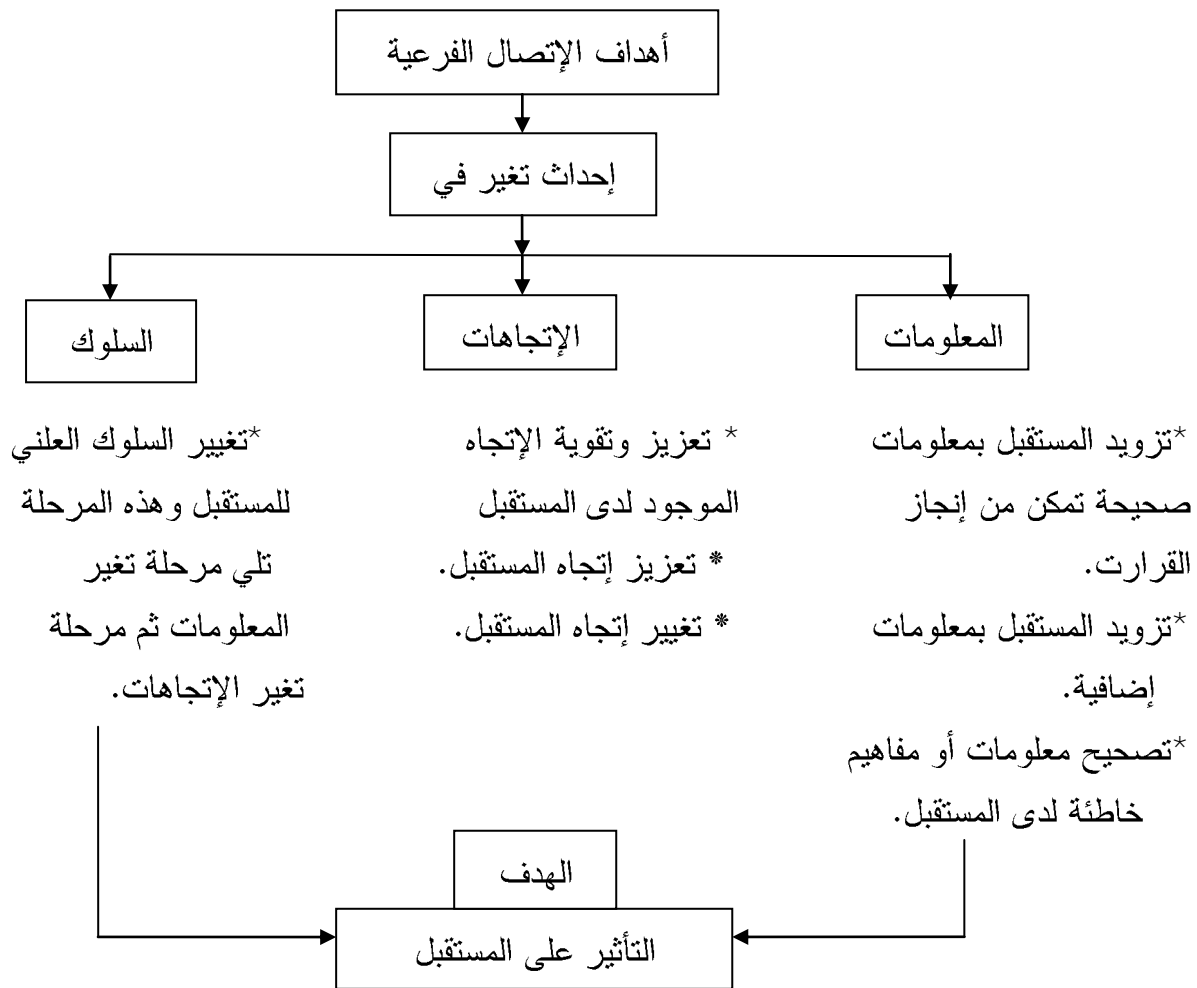 أهداف الإتصال الفرعية
إحداث تغير في
المعلومات
*تزويد المستقبل بمعلومات
صحيحة تمكن من إنجاز
القرارت.
*تزويد المستقبل بمعلومات
إضافية.
*تصحيح معلومات أو مفاهيم
خاطئة لدى المستقبل.
الإتجاهات
* تعزيز وتقوية الإتجاه
الموجود لدى المستقبل
* تعزيز إتجاه المستقبل.
* تغيير إتجاه المستقبل.
السلوك
*تغيير السلوك العلني
للمستقبل وهذه المرحلة
تلي مرحلة تغير
المعلومات ثم مرحلة
تغير الإتجاهات.
الهدف
التأثير على المستقبل